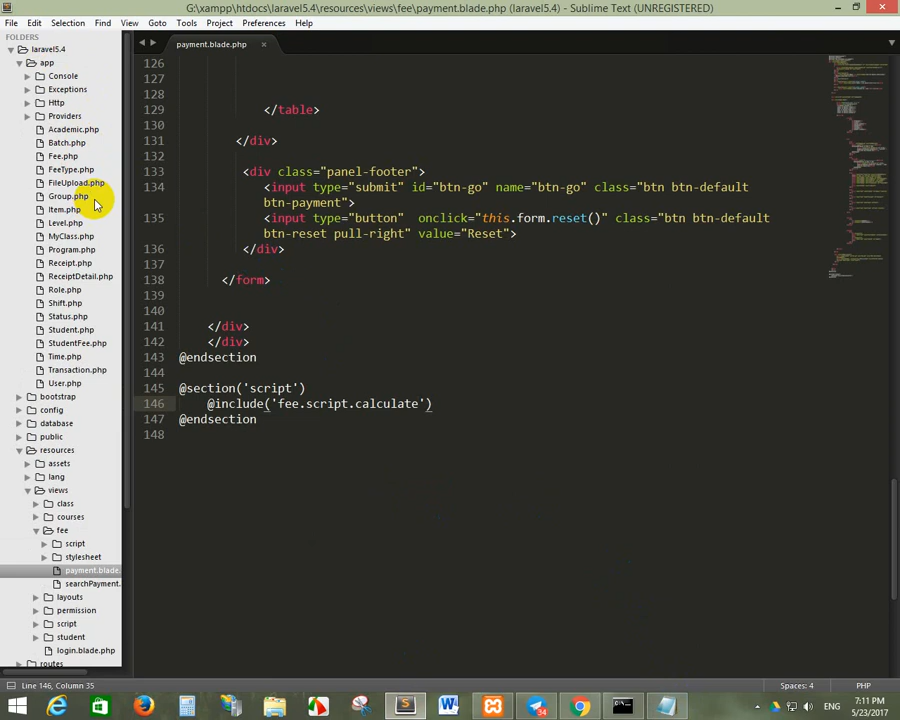 G:\xampp\htdocs\laravel5.4\resources\views\fee\payment.blade.php (laravel5.4) - Sublime Text (UNREGISTERED)
File Edit Selection Find View Goto Tools Project Preferences Help
FOLDERS
laravel5.4
app
Console
Exceptions
Http
Providers
Academic.php
Batch.php
Fee.php
FeeType.php
FileUpload.php
Group.php
Item.php
Level.php
MyClass.php
Program.php
Receipt.php
ReceiptDetail.php
Role.php
Shift.php
Status.php
Student.php
StudentFee.php
Time.php
Transaction.php
User.php
bootstrap
config
database
public
resources
assets
lang
views
class
courses
fee
script
stylesheet
payment.blade.
searchPayment.
layouts
permission
script
student
login.blade.php
routes
payment.blade.php
126
127
128
129 </table>
130
131 </div>
132
133 <div class="panel-footer">
134 <input type="submit" id="btn-go" name="btn-go" class="btn btn-default
btn-payment">
135 <input type="button" onclick="this.form.reset()" class="btn btn-default
btn-reset pull-right" value="Reset">
136 </div>
137
138 </form>
139
140
141 </div>
142 </div>
143 @endsection
144
145 @section('script')
146 @include('fee.script.calculate')
147 @endsection
148
Line 146, Column 35
Spaces: 4
PHP
34
ENG
7:11 PM
5/23/2017